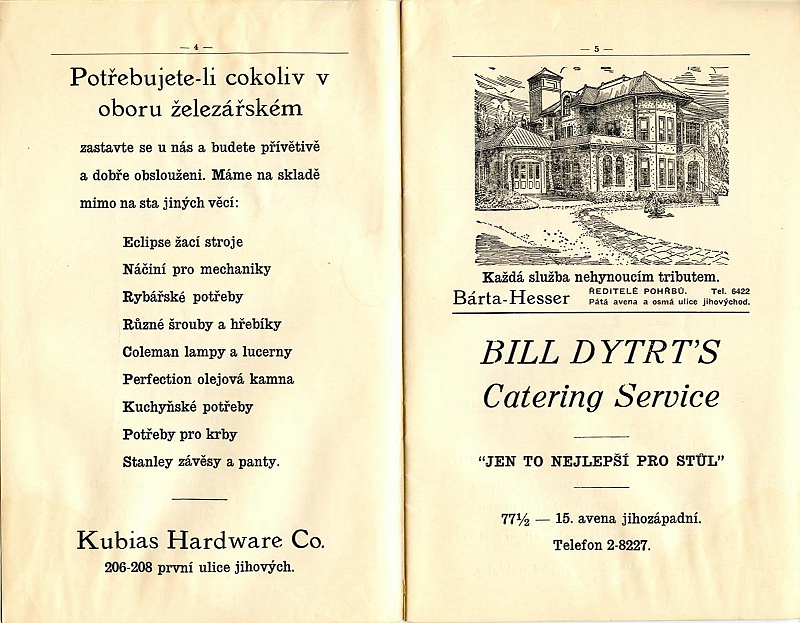 — 4 —
Potřebujete-li cokoliv v
oboru železářském
zastavte se u nás a budete přívětivě
a dobře obslouženi. Máme na skladě
mimo na sta jiných věcí:
Eclipse žací stroje
Náčiní pro mechaniky
Rybářské potřeby
Různé šrouby a hřebíky
Coleman lampy a lucerny
Perfection olejová kamna
Kuchyňské potřeby
Potřeby pro krby
Stanley závěsy a panty.
Kubias Hardware Co.
206-208 první ulice jihových.
— 5 —
Každá služba nehynoucím tributem.
Bárta-Hesser
ŘEDITELÉ POHŘBŮ. Tel. 6422
Pátá avena a osmá ulice jihovýchod.
BILL DYTRT'S
Catering Service
“JEN TO NEJLEPŠÍ PRO STŮL”
77½ — 15. avena jihozápadní.
Telefon 2-8227.